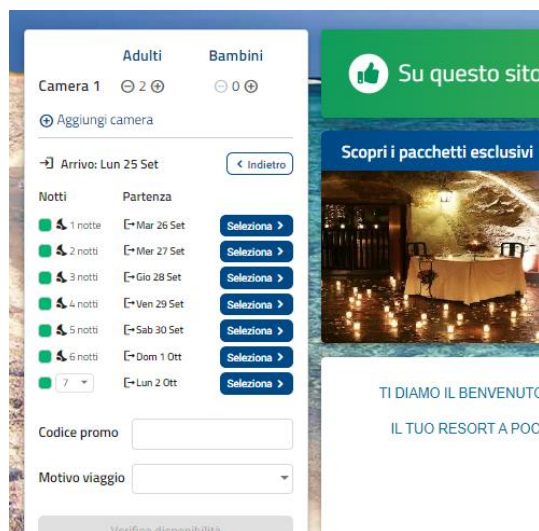 Adulti Bambini
Camera 1 2 0
Aggiungi camera
Arrivo: Lun 25 Set Indietro
Notti Partenza
1 notte Mar 26 Set Seleziona
2 notti Mer 27 Set Seleziona
3 notti Gio 28 Set Seleziona
4 notti Ven 29 Set Seleziona
5 notti Sab 30 Set Seleziona
6 notti Dom 1 Ott Seleziona
7 Lun 2 Ott Seleziona
Codice promo
Motivo viaggio
Verifica disponibilità
Su questo sito
Scopri i pacchetti esclusivi
TI DIAMO IL BENVENUTO
IL TUO RESORT A POC